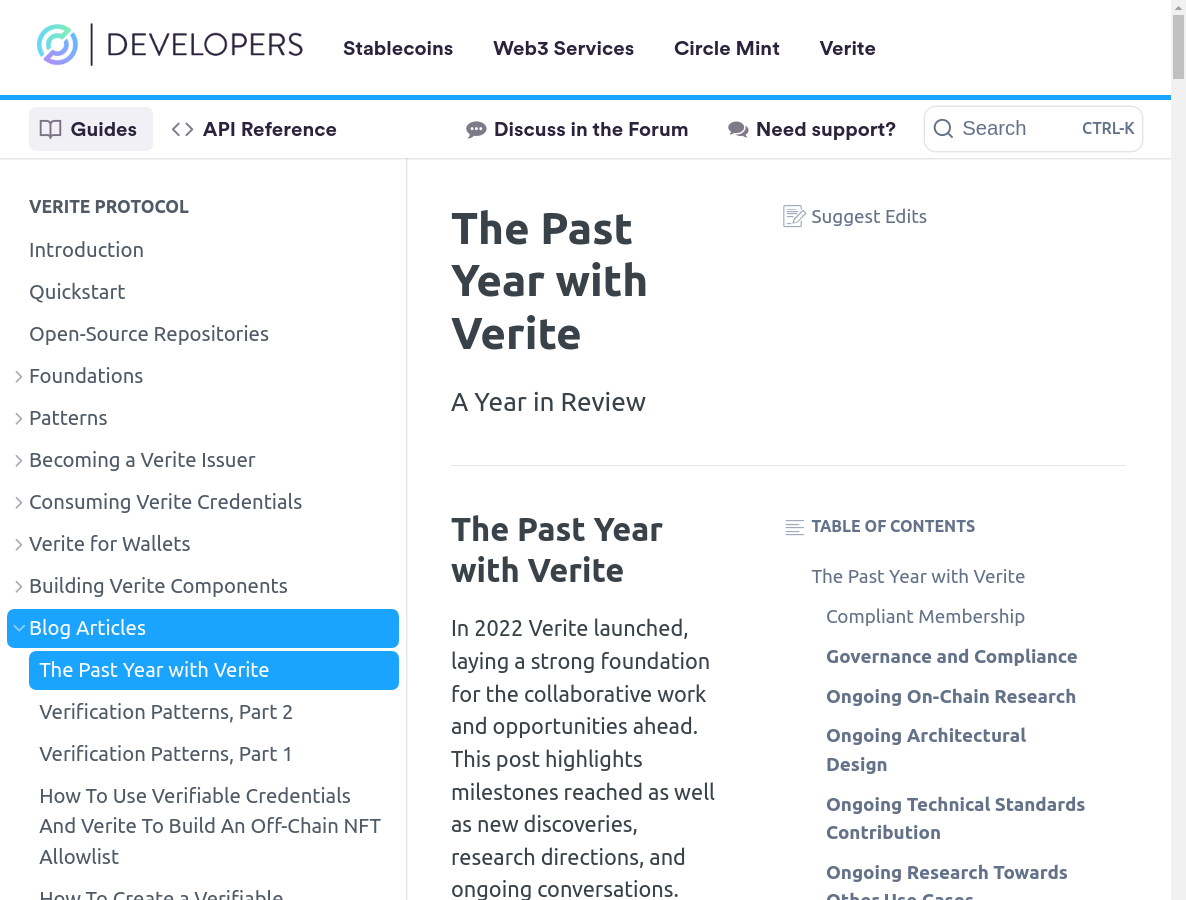 DEVELOPERS
Stablecoins
Web3 Services
Circle Mint
Verite
Guides
API Reference
Discuss in the Forum
Need support?
Search
CTRL-K
VERITE PROTOCOL
Introduction
Quickstart
Open-Source Repositories
Foundations
Patterns
Becoming a Verite Issuer
Consuming Verite Credentials
Verite for Wallets
Building Verite Components
Blog Articles
The Past Year with Verite
Verification Patterns, Part 2
Verification Patterns, Part 1
How To Use Verifiable Credentials
And Verite To Build An Off-Chain NFT
Allowlist
How To Create a Verifiable
The Past
Year with
Verite
Suggest Edits
A Year in Review
The Past Year
with Verite
In 2022 Verite launched,
laying a strong foundation
for the collaborative work
and opportunities ahead.
This post highlights
milestones reached as well
as new discoveries,
research directions, and
ongoing conversations.
TABLE OF CONTENTS
The Past Year with Verite
Compliant Membership
Governance and Compliance
Ongoing On-Chain Research
Ongoing Architectural
Design
Ongoing Technical Standards
Contribution
Ongoing Research Towards
Other Use Cases